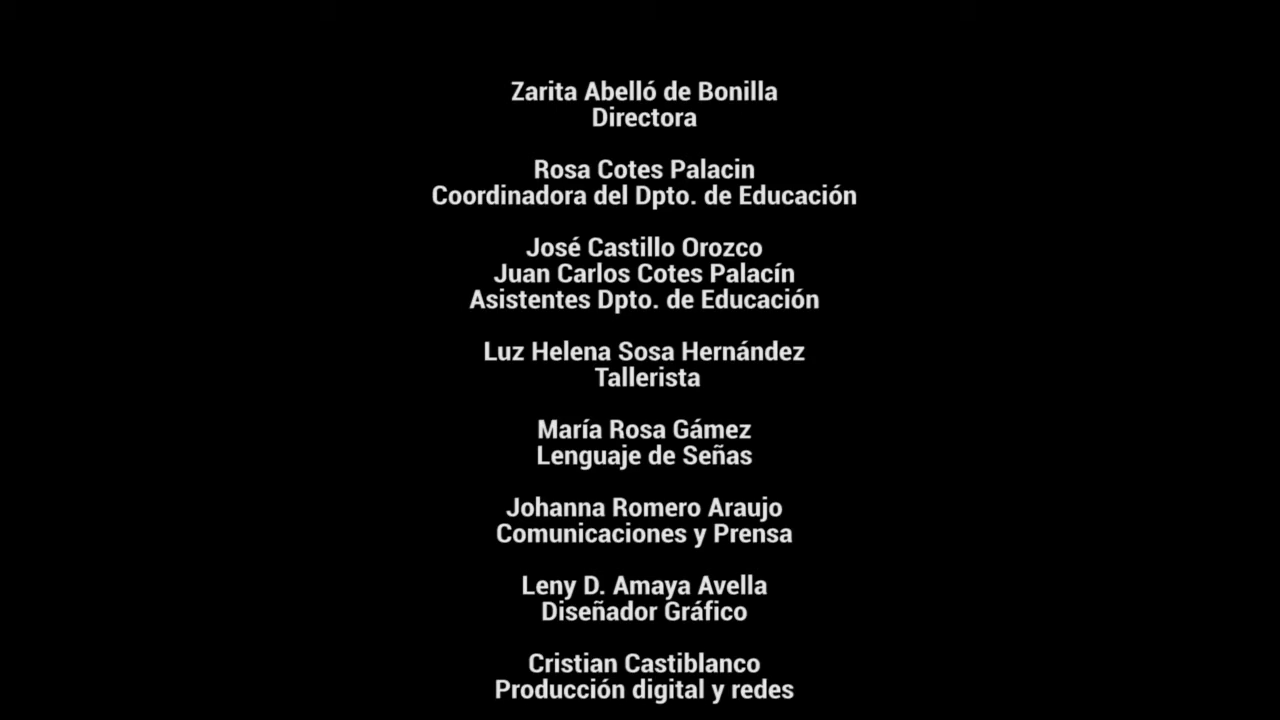 Zarita Abelló de Bonilla
Directora
Rosa Cotes Palacin
Coordinadora del Dpto. de Educación
José Castillo Orozco
Juan Carlos Cotes Palacín
Asistentes Dpto. de Educación
Luz Helena Sosa Hernández
Tallerista
María Rosa Gámez
Lenguaje de Señas
Johanna Romero Araujo
Comunicaciones y Prensa
Leny D. Amaya Avella
Diseñador Gráfico
Cristian Castiblanco
Producción digital y redes